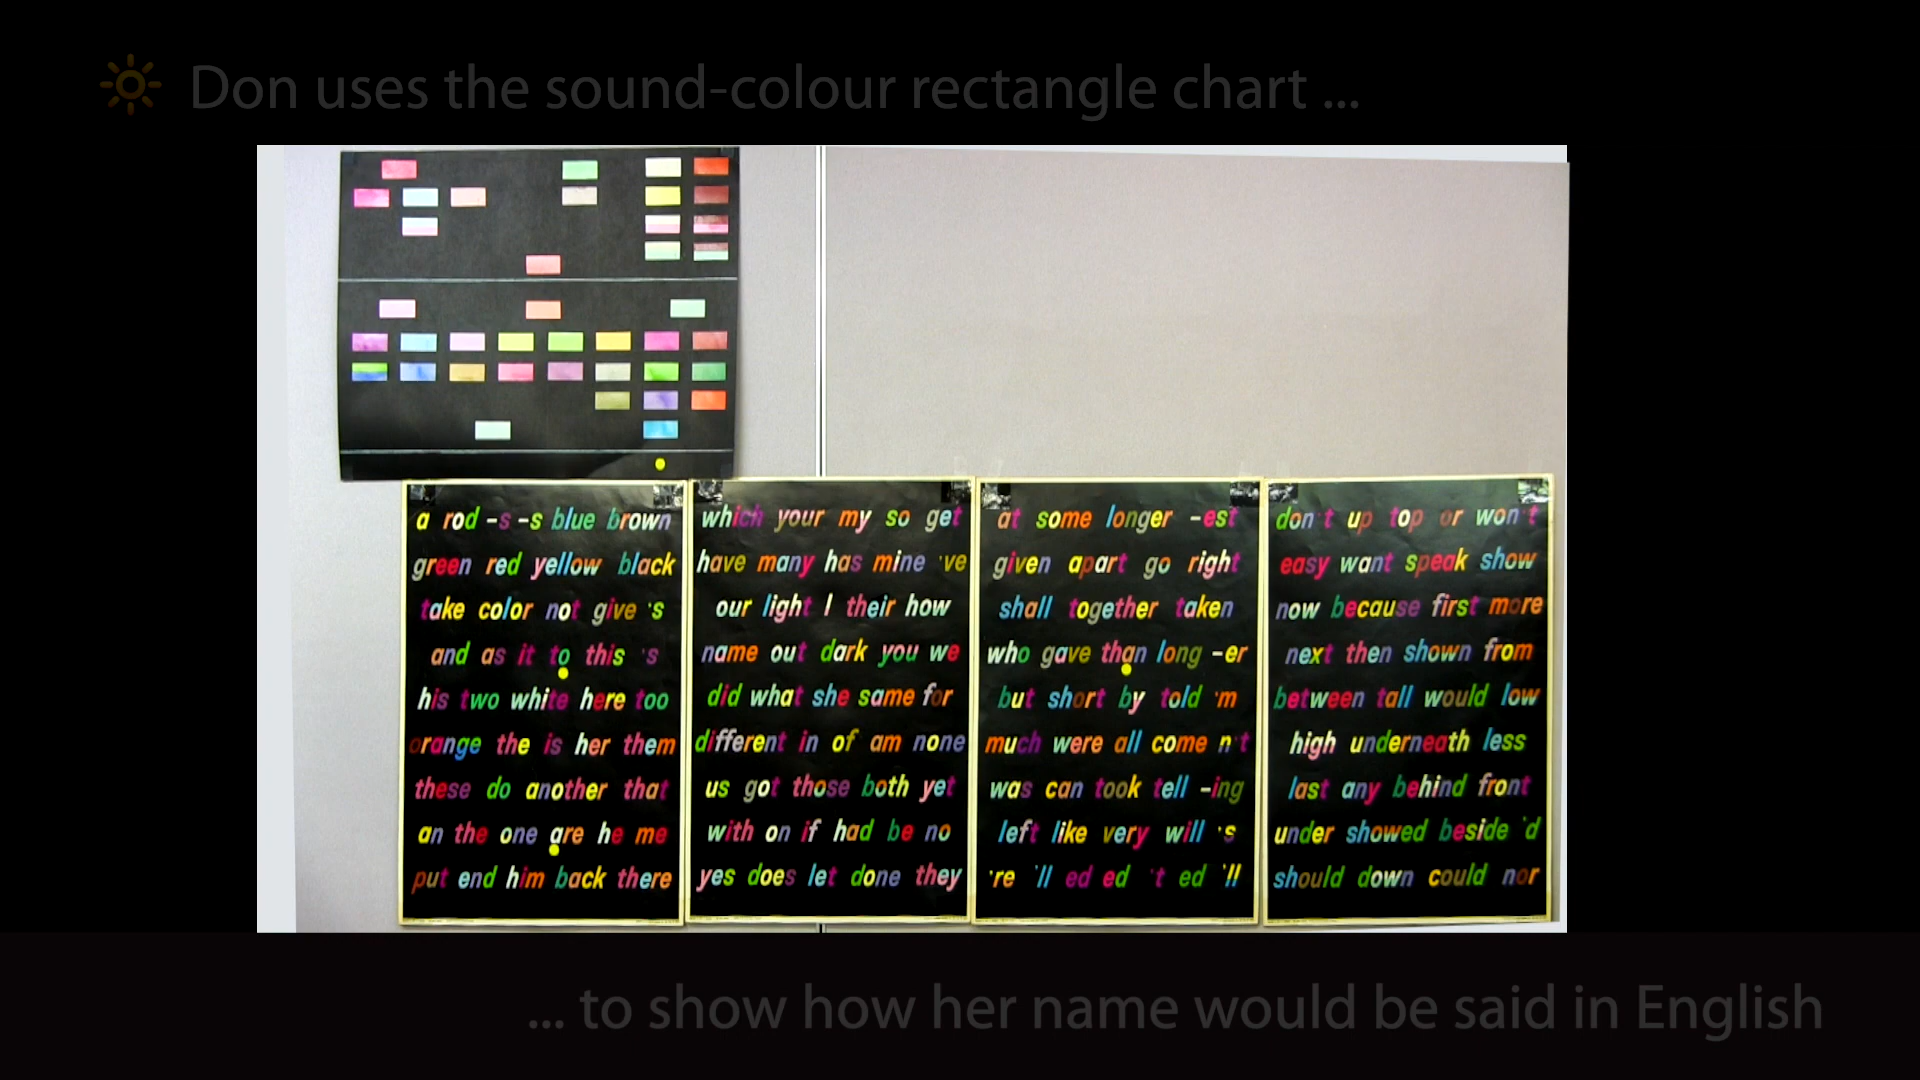 Don uses the sound-colour rectangle chart ...
a rod -s -s blue brown
green red yellow black
take color not give 's
and as it to this 's
his two white here too
orange the is her them
these do another that
an the one are he me
put end him back there
which your my so get
have many has mine 've
our light I their how
name out dark you we
did what she same for
different in of am none
us got those both yet
with on if had be no
yes does let done they
at some longer -est
given apart go right
shall together taken
who gave than long -er
but short by told 'm
much were all come n't
was can took tell -ing
left like very will 's
're 'll ed ed 't ed 'll
don't up top or won't
easy want speak show
now because first more
next then shown from
between tall would low
high underneath less
last any behind front
under showed beside 'd
should down could nor
... to show how her name would be said in English